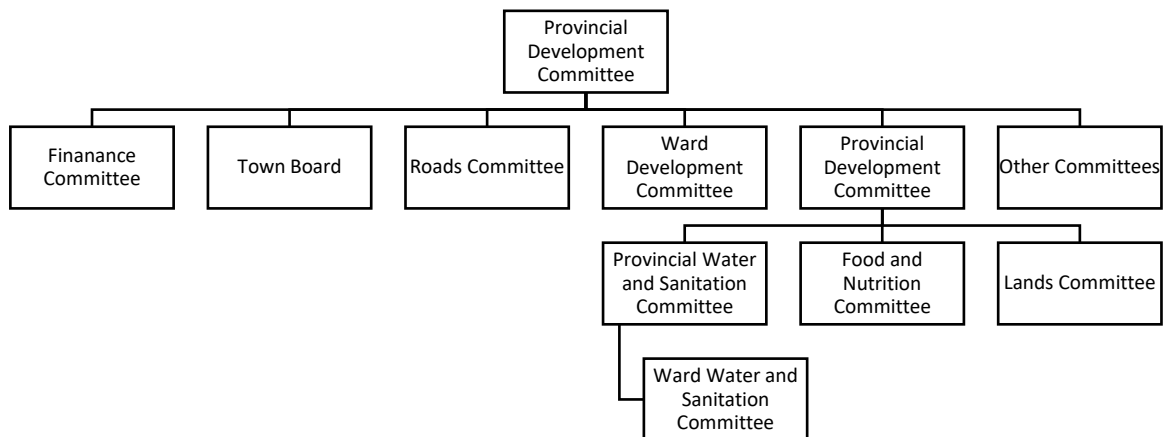 Provincial
Development
Committee
Finanance
Committee
Town Board
Roads Committee
Ward
Development
Committee
Provincial
Development
Committee
Other Committees
Provincial Water
and Sanitation
Committee
Food and
Nutrition
Committee
Lands Committee
Ward Water and
Sanitation
Committee